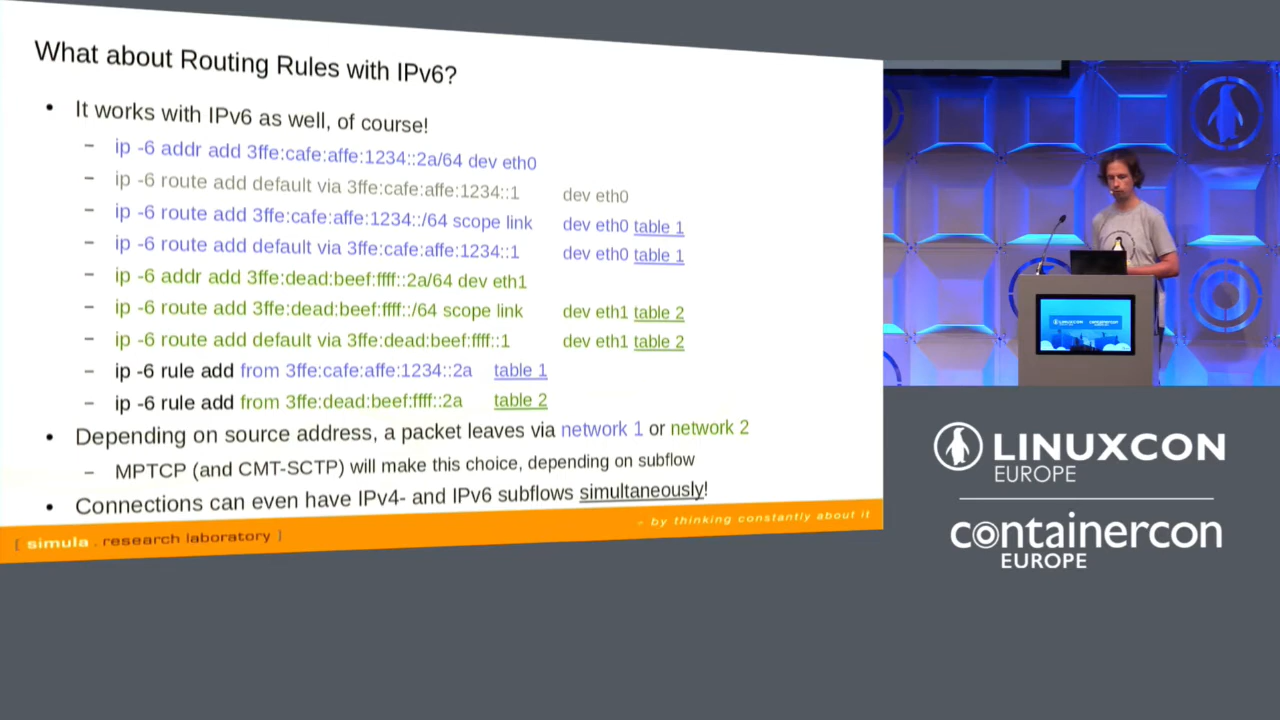 What about Routing Rules with IPv6?
• It works with IPv6 as well, of course!
– ip -6 addr add 3ffe:cafe:affe:1234::2a/64 dev eth0
– ip -6 route add default via 3ffe:cafe:affe:1234::1 dev eth0
– ip -6 route add 3ffe:cafe:affe:1234::/64 scope link dev eth0 table 1
– ip -6 route add default via 3ffe:cafe:affe:1234::1 dev eth0 table 1
– ip -6 addr add 3ffe:dead:beef:ffff::2a/64 dev eth1
– ip -6 route add 3ffe:dead:beef:ffff::/64 scope link dev eth1 table 2
– ip -6 route add default via 3ffe:dead:beef:ffff::1 dev eth1 table 2
– ip -6 rule add from 3ffe:cafe:affe:1234::2a table 1
– ip -6 rule add from 3ffe:dead:beef:ffff::2a table 2
• Depending on source address, a packet leaves via network 1 or network 2
– MPTCP (and CMT-SCTP) will make this choice, depending on subflow
• Connections can even have IPv4- and IPv6 subflows simultaneously!
[ simula . research laboratory ]
- by thinking constantly about it
LINUXCON
EUROPE
containercon
EUROPE